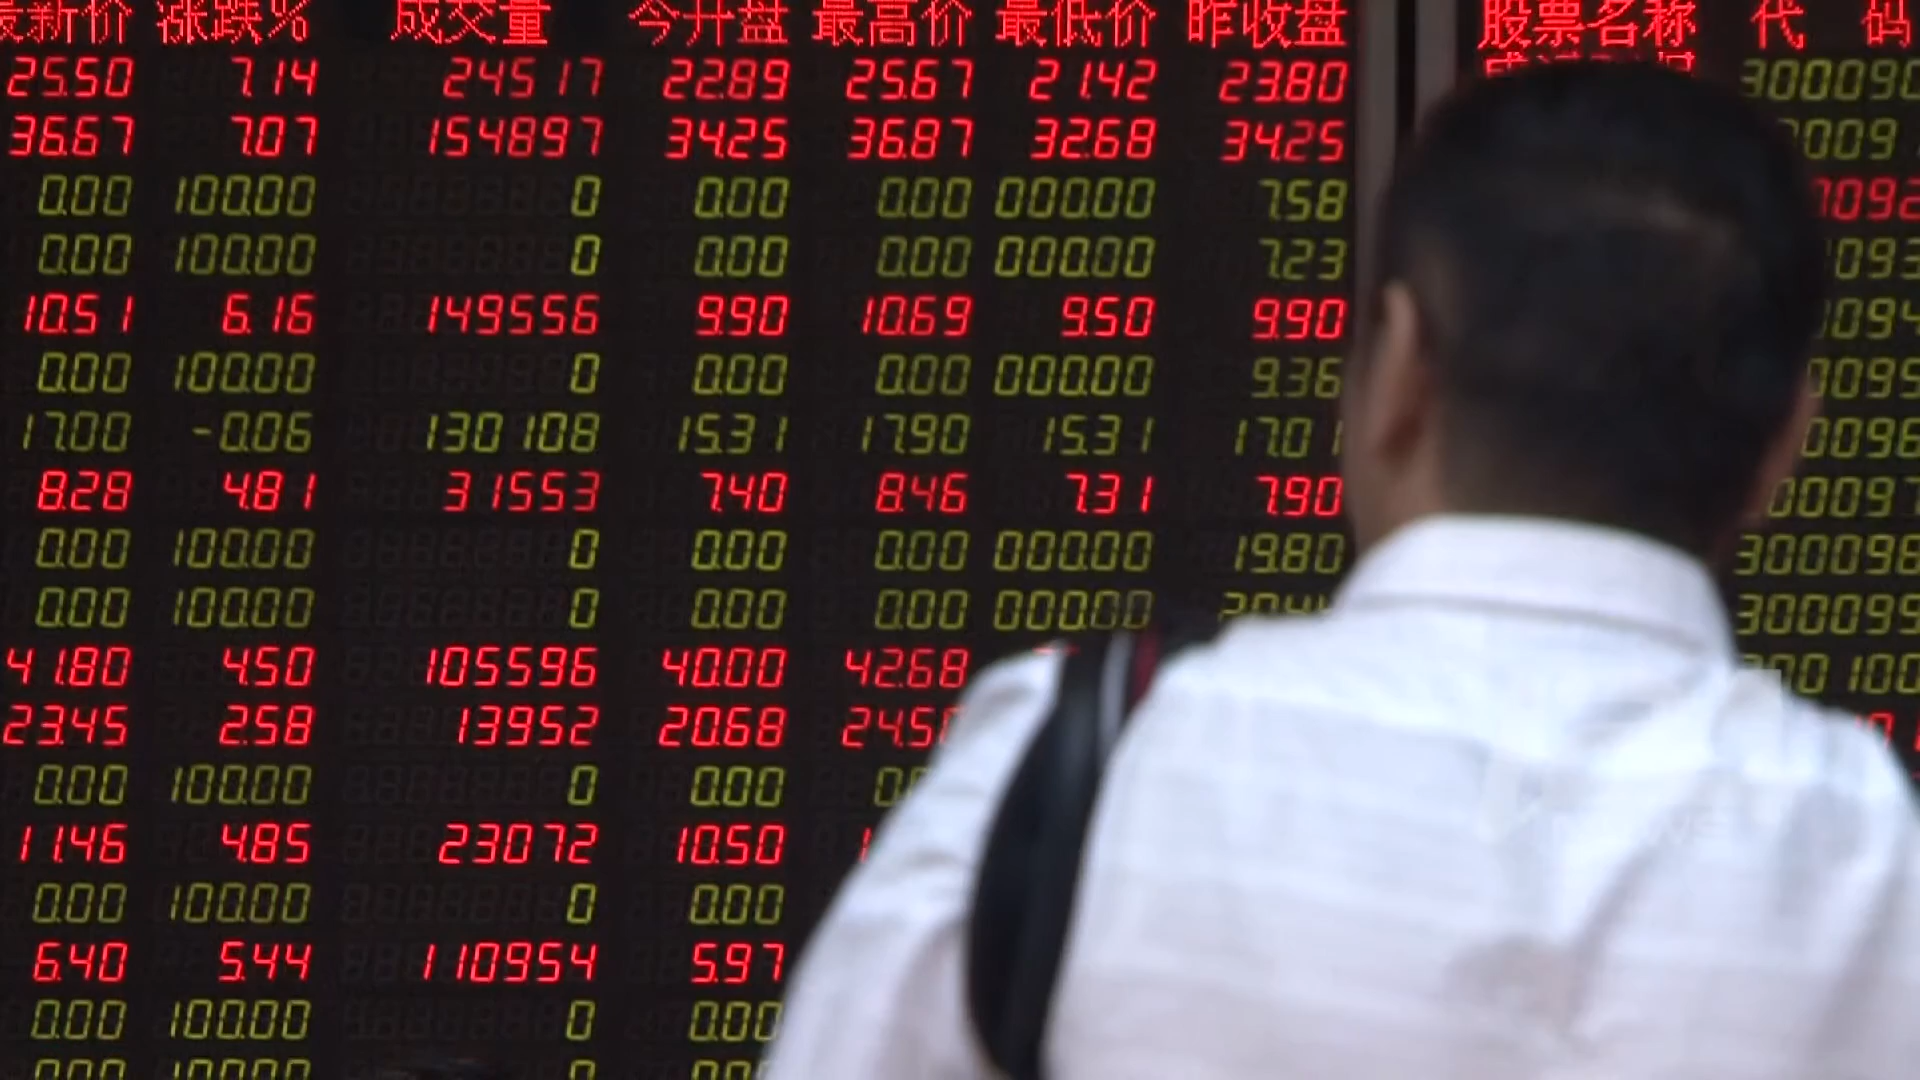 最新价 涨跌% 成交量 今开盘 最高价 最低价 昨收盘 股票名称 代 码
25.50 7.14 24517 22.89 25.67 21.42 23.80 300090
36.67 7.07 154897 34.25 36.87 32.68 34.25
0.00 100.00 0 0.00 0.00 000.00 7.58
0.00 100.00 0 0.00 0.00 000.00 7.23
10.51 6.16 149556 9.90 10.69 9.50 9.90
0.00 100.00 0 0.00 0.00 000.00 9.36
17.00 -0.06 130108 15.31 17.90 15.31 17.01
8.28 4.81 31553 7.40 8.46 7.31 7.90
0.00 100.00 0 0.00 0.00 000.00 19.80 300098
0.00 100.00 0 0.00 0.00 000.00 300099
41.80 4.50 105596 40.00 42.68
23.45 2.58 13952 20.68
0.00 100.00 0 0.00
11.46 4.85 23072 10.50
0.00 100.00 0 0.00
6.40 5.44 110954 5.97
0.00 100.00 0 0.00